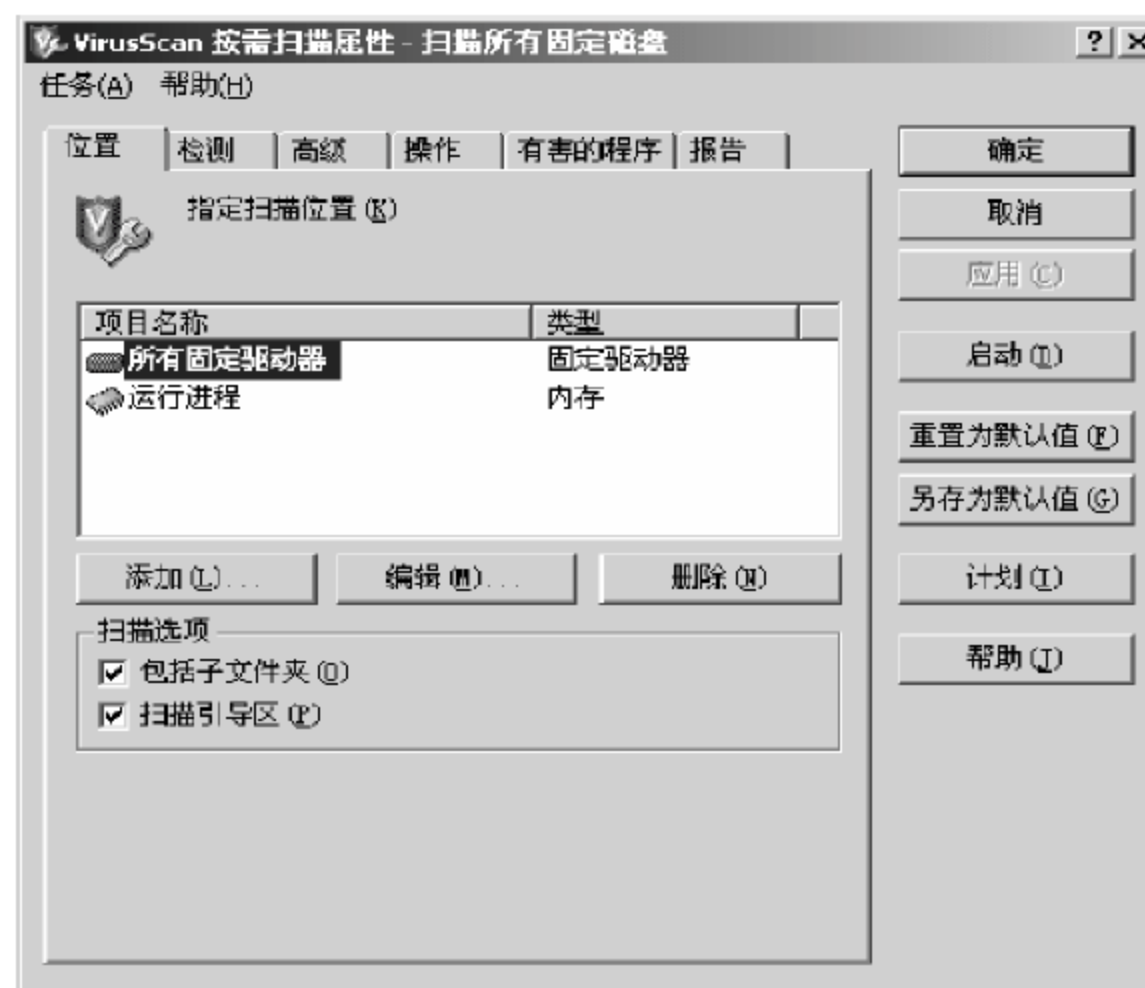 VirusScan 按需扫描属性 - 扫描所有固定磁盘
任务(A) 帮助(H)
位置 检测 高级 操作 有害的程序 报告
指定扫描位置(K)
项目名称 类型
所有固定驱动器 固定驱动器
运行进程 内存
添加(L)... 编辑(M)... 删除(N)
扫描选项
包括子文件夹(O)
扫描引导区(P)
确定
取消
应用(C)
启动(D)
重置为默认值(F)
另存为默认值(G)
计划(I)
帮助(J)